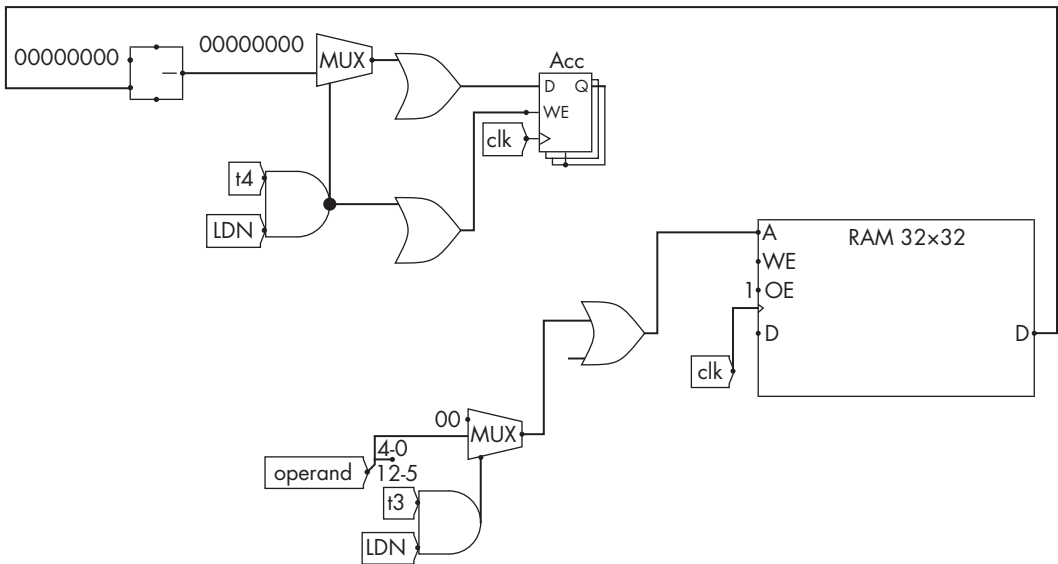 00000000
00000000
−
MUX
Acc
D Q
WE
clk
t4
LDN
RAM 32×32
A
WE
1 OE
D
D
clk
00
MUX
operand
4-0
12-5
t3
LDN